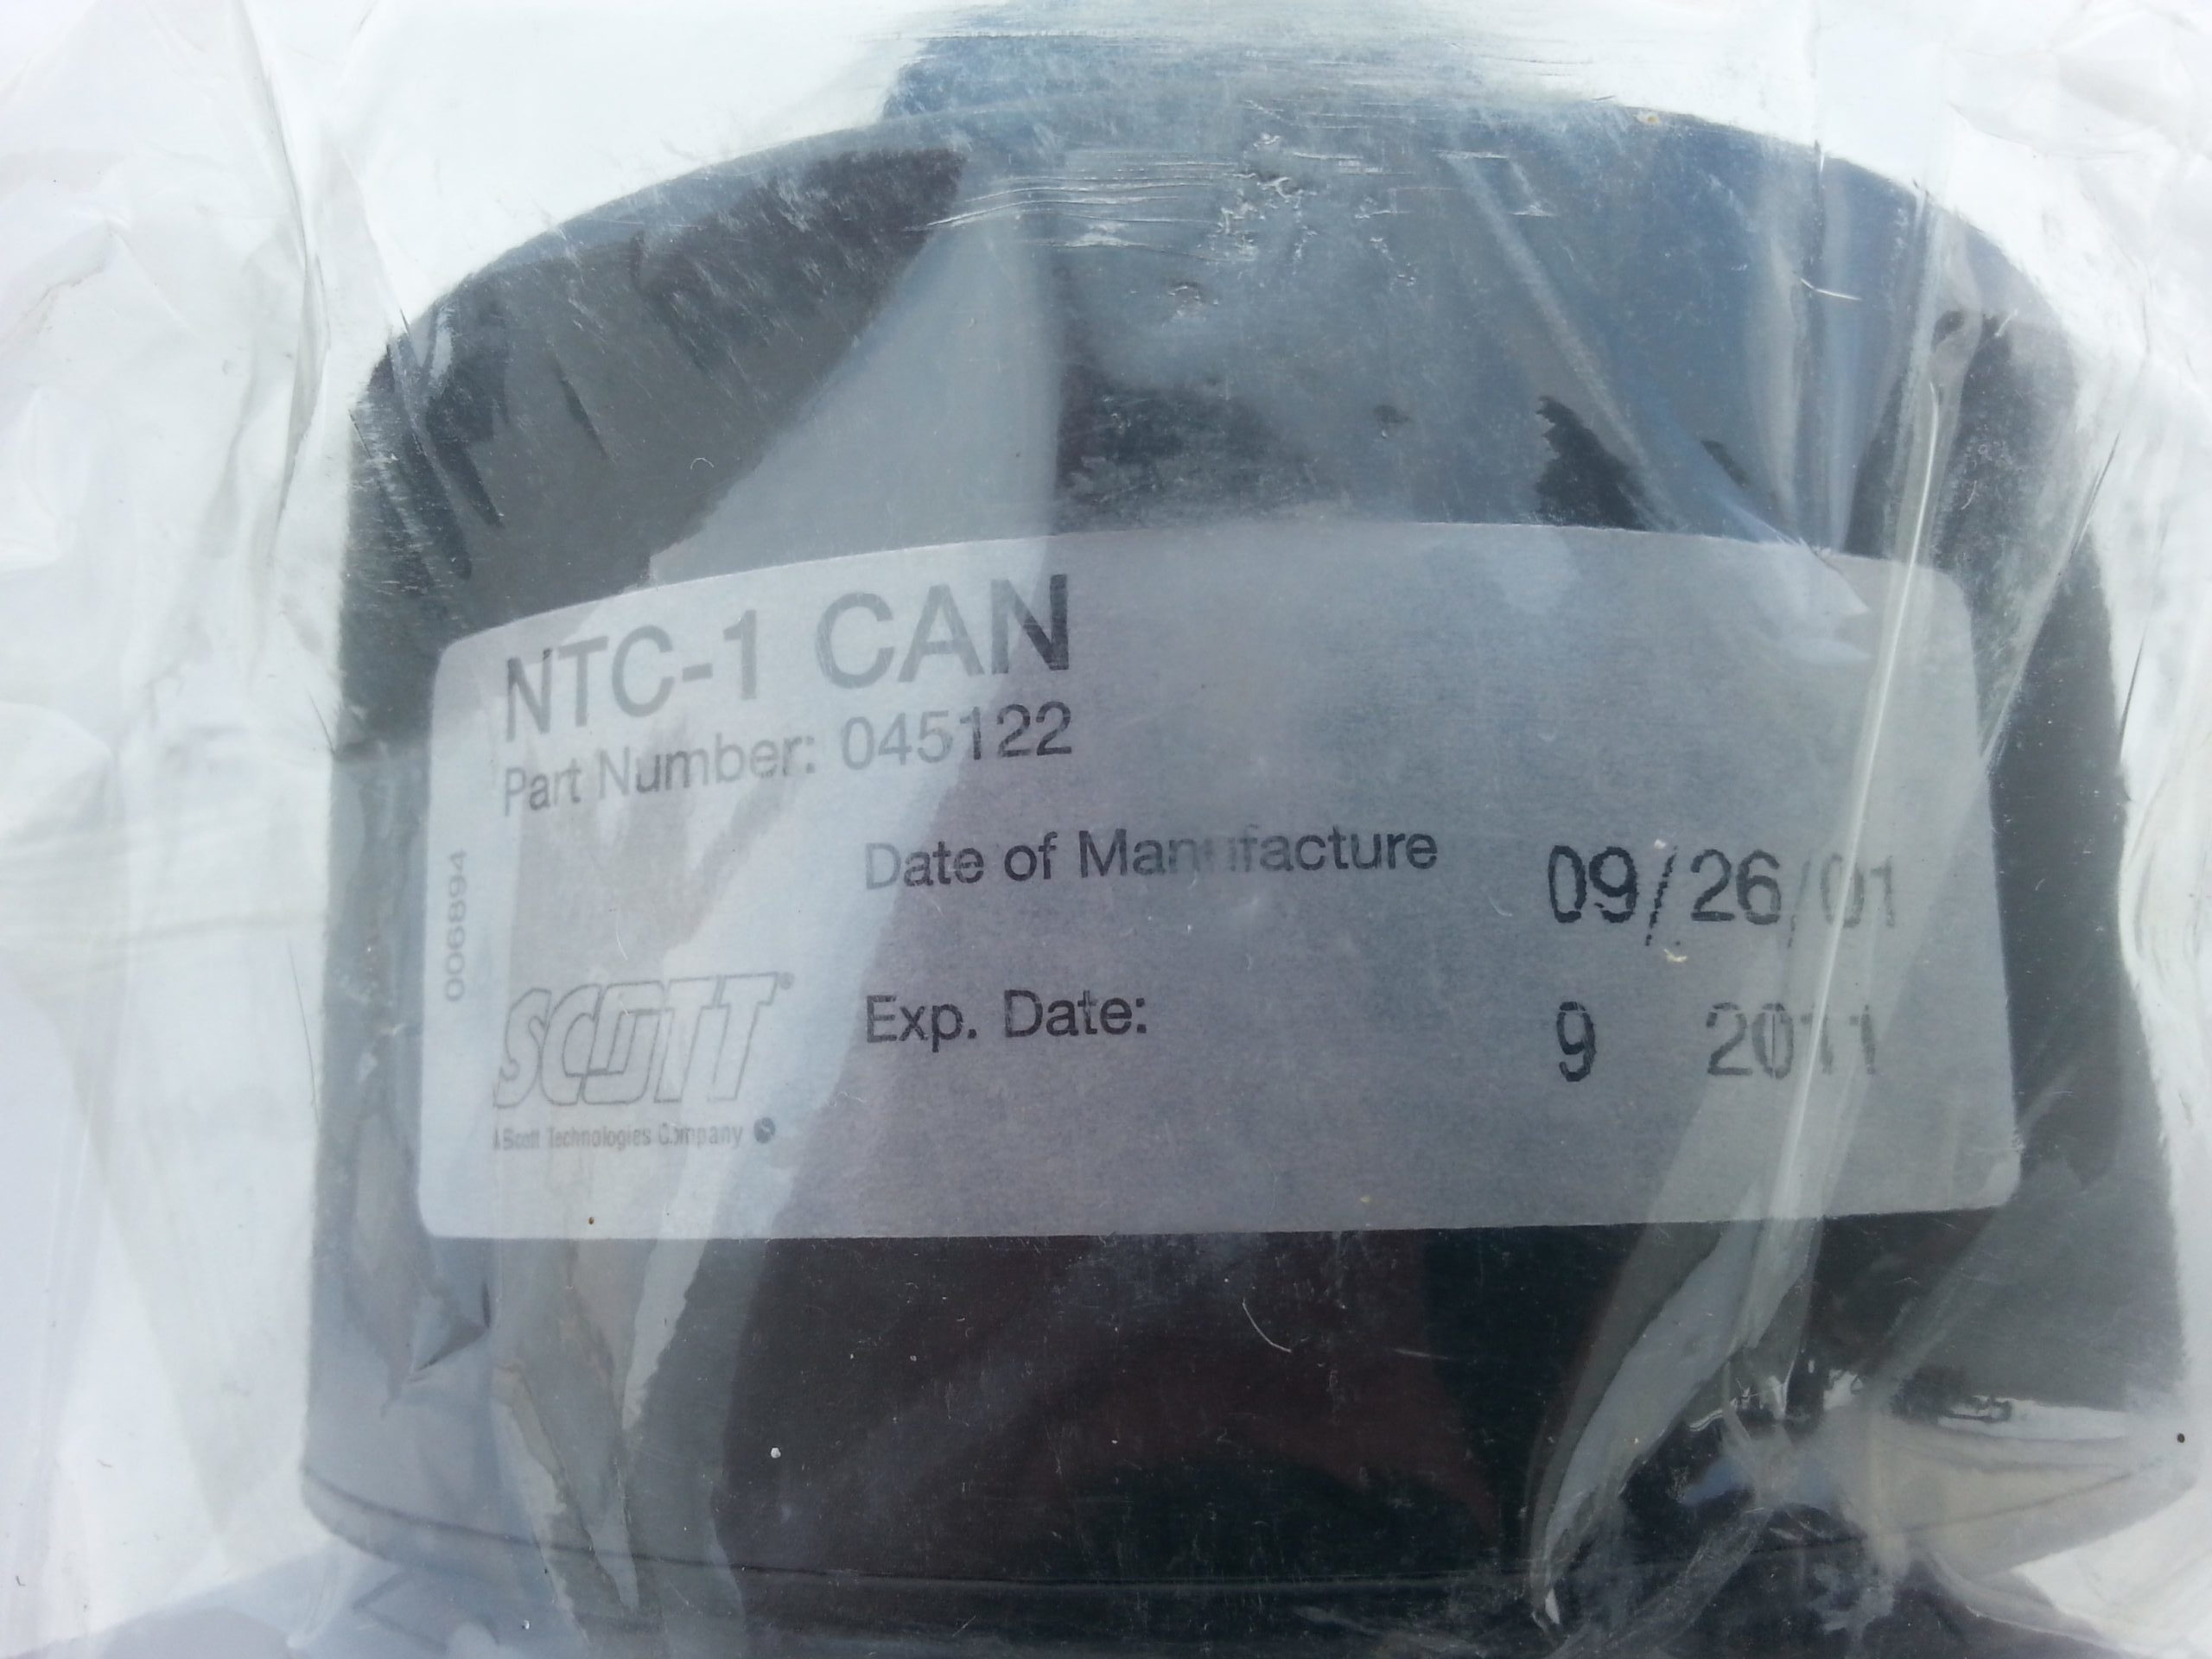 NTC-1 CAN
Part Number: 045122
Date of Manufacture 09/26/01
Exp. Date: 9 2011
006894
SCOTT®
A Scott Technologies Company